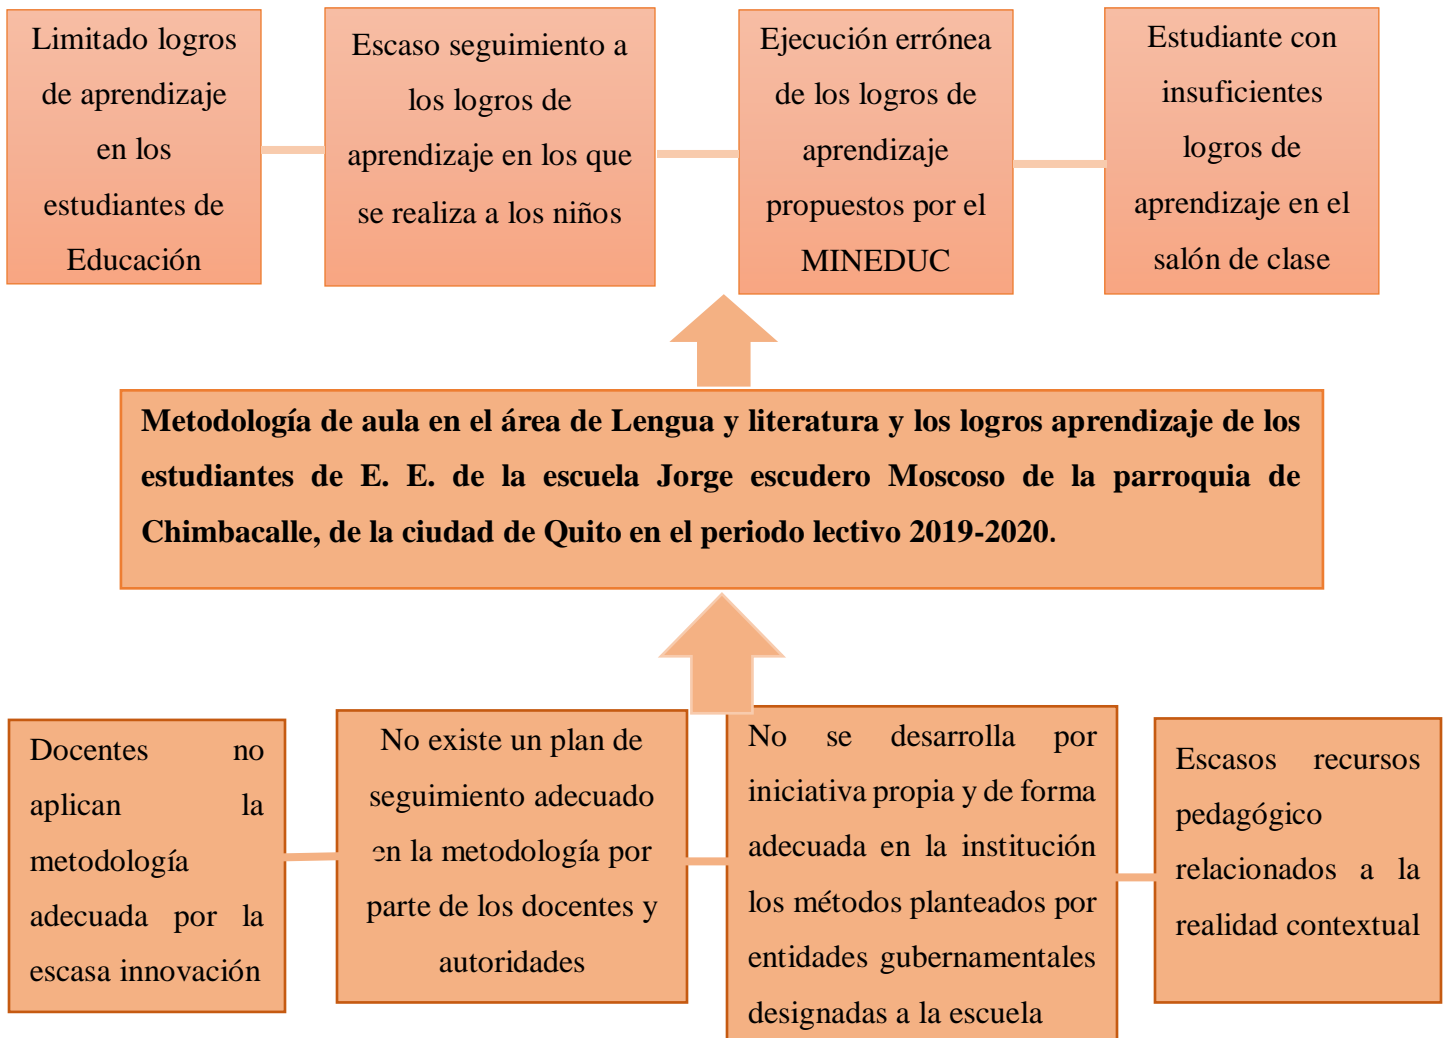 Limitado logros
de aprendizaje
en los
estudiantes de
Educación
Escaso seguimiento a
los logros de
aprendizaje en los que
se realiza a los niños
Ejecución errónea
de los logros de
aprendizaje
propuestos por el
MINEDUC
Estudiante con
insuficientes
logros de
aprendizaje en el
salón de clase
Metodología de aula en el área de Lengua y literatura y los logros aprendizaje de los
estudiantes de E. E. de la escuela Jorge escudero Moscoso de la parroquia de
Chimbacalle, de la ciudad de Quito en el periodo lectivo 2019-2020.
Docentes no
aplican la
metodología
adecuada por la
escasa innovación
No existe un plan de
seguimiento adecuado
en la metodología por
parte de los docentes y
autoridades
No se desarrolla por
iniciativa propia y de forma
adecuada en la institución
los métodos planteados por
entidades gubernamentales
designadas a la escuela
Escasos recursos
pedagógico
relacionados a la
realidad contextual